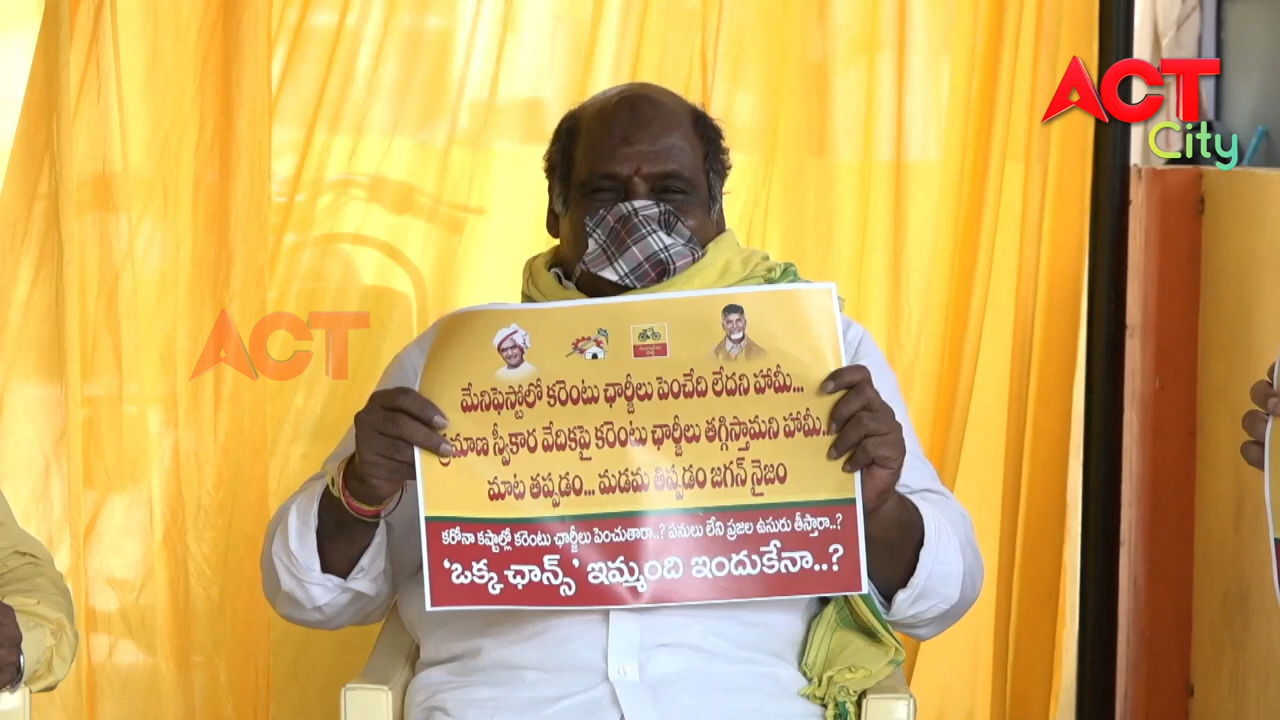 ACT
City
ACT
మేనిఫెస్టోలో కరెంటు ఛార్జీలు పెంచేది లేదని హామీ...
స్వీకార వేదికపై కరెంటు ఛార్జీలు తగ్గిస్తామని హామీ..
మాట తప్పడం... మడమ తిప్పడం జగన్ నైజం
కరోనా కష్టాల్లో కరెంటు ఛార్జీలు పెంచుతారా..? పనులు లేని ప్రజల ఉసురు తీస్తారా..?
‘ఒక్క ఛాన్స్’ ఇమ్మంది ఇందుకేనా..?